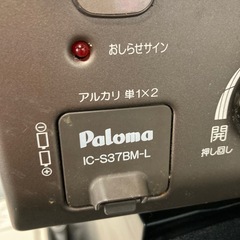 おしらせサイン
アルカリ 単1×2
Paloma
IC-S37BM-L
開
押し回し